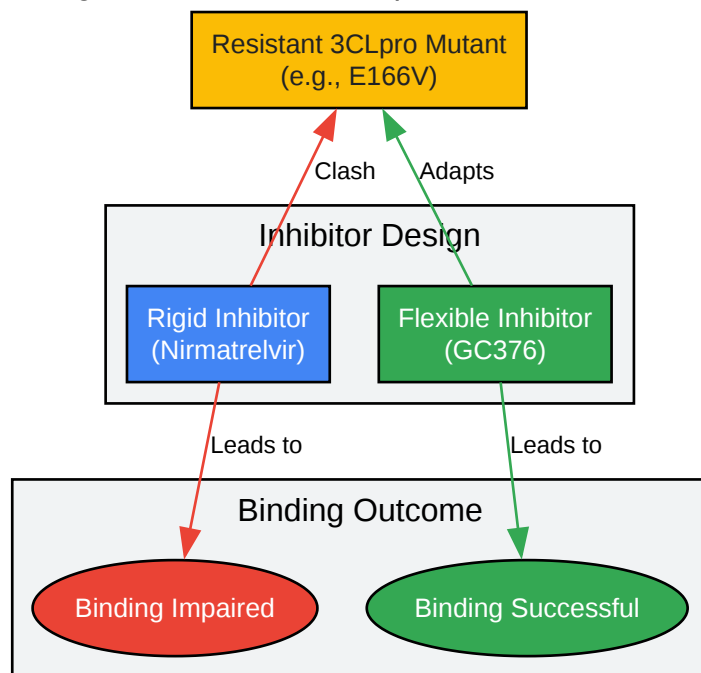 Resistant 3CLpro Mutant
(e.g., E166V)
Clash
Adapts
Inhibitor Design
Rigid Inhibitor
(Nirmatrelvir)
Flexible Inhibitor
(GC376)
Leads to
Leads to
Binding Outcome
Binding Impaired
Binding Successful